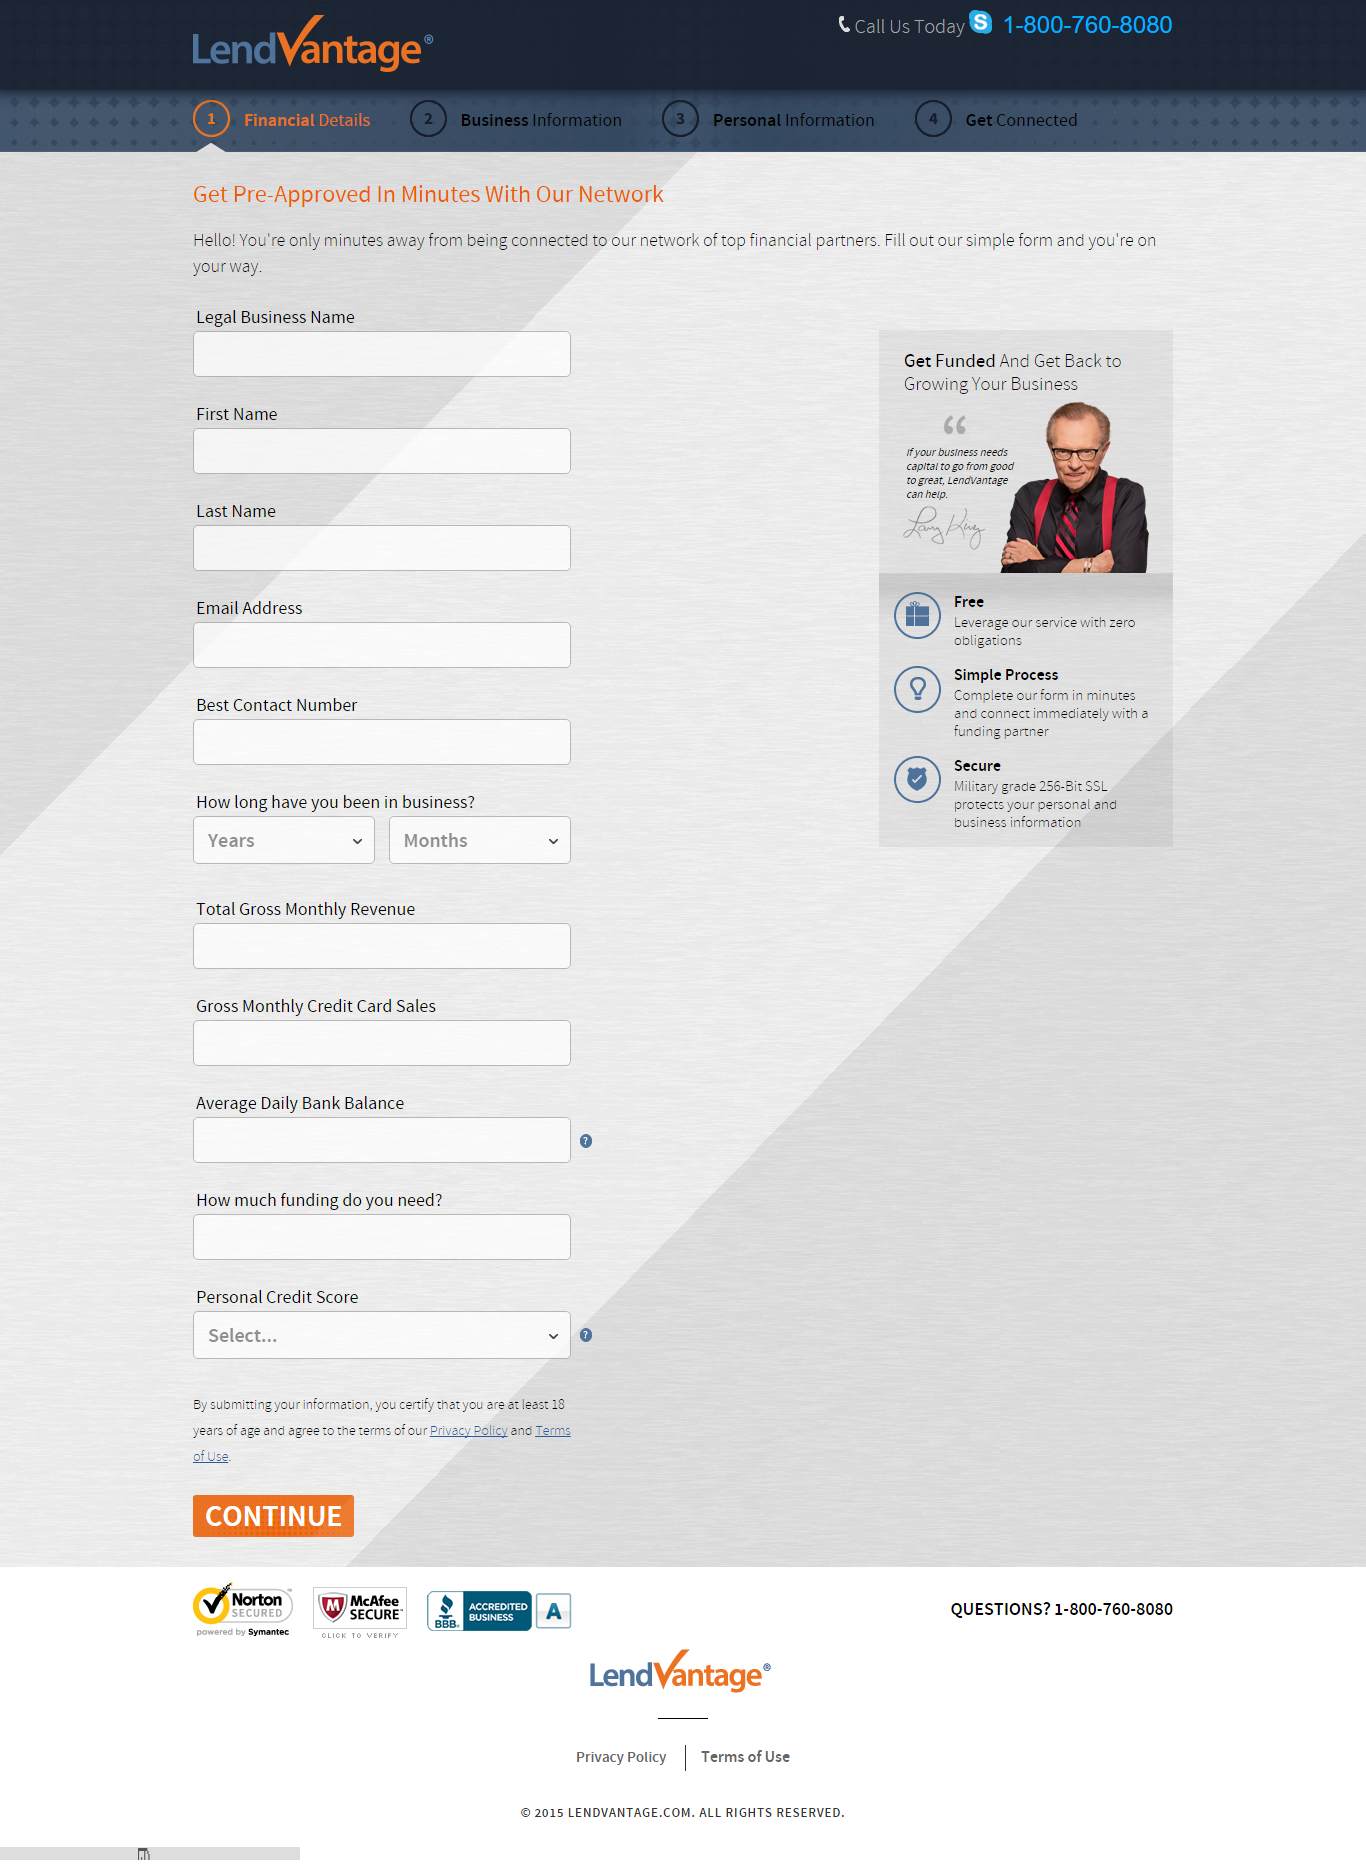 LendVantage®
Call Us Today 1-800-760-8080
1 Financial Details
2 Business Information
3 Personal Information
4 Get Connected
Get Pre-Approved In Minutes With Our Network
Hello! You're only minutes away from being connected to our network of top financial partners. Fill out our simple form and you're on
your way.
Legal Business Name
First Name
Last Name
Email Address
Best Contact Number
How long have you been in business?
Years
Months
Total Gross Monthly Revenue
Gross Monthly Credit Card Sales
Average Daily Bank Balance
?
How much funding do you need?
Personal Credit Score
Select...
?
By submitting your information, you certify that you are at least 18
years of age and agree to the terms of our Privacy Policy and Terms
of Use.
CONTINUE
Get Funded And Get Back to
Growing Your Business
“
If your business needs
capital to go from good
to great, LendVantage
can help.
Larry King
Free
Leverage our service with zero
obligations
Simple Process
Complete our form in minutes
and connect immediately with a
funding partner
Secure
Military grade 256-Bit SSL
protects your personal and
business information
Norton
SECURED
powered by Symantec
McAfee
SECURE™
CLICK TO VERIFY
BBB.
ACCREDITED
BUSINESS
A
QUESTIONS? 1-800-760-8080
LendVantage®
Privacy Policy
Terms of Use
© 2015 LENDVANTAGE.COM. ALL RIGHTS RESERVED.